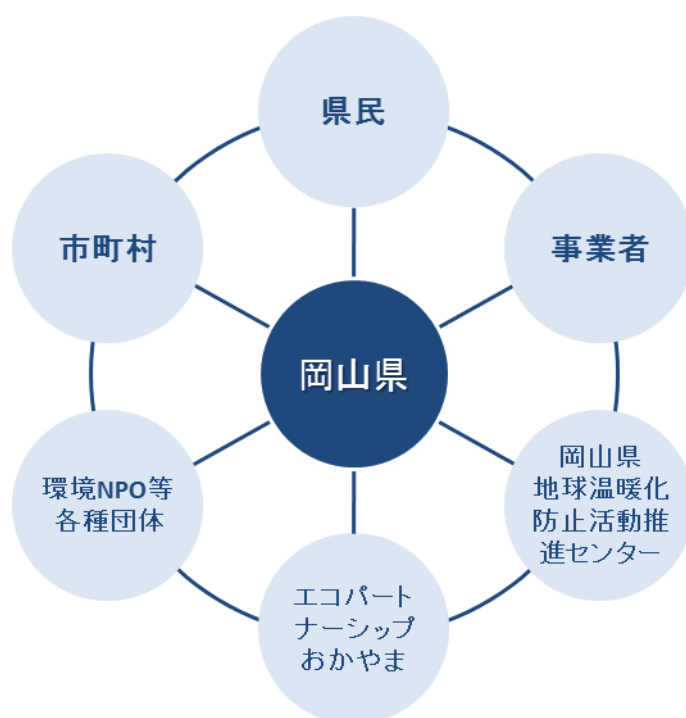 県民
市町村
事業者
岡山県
環境NPO等
各種団体
岡山県
地球温暖化
防止活動推
進センター
エコパート
ナーシップ
おかやま